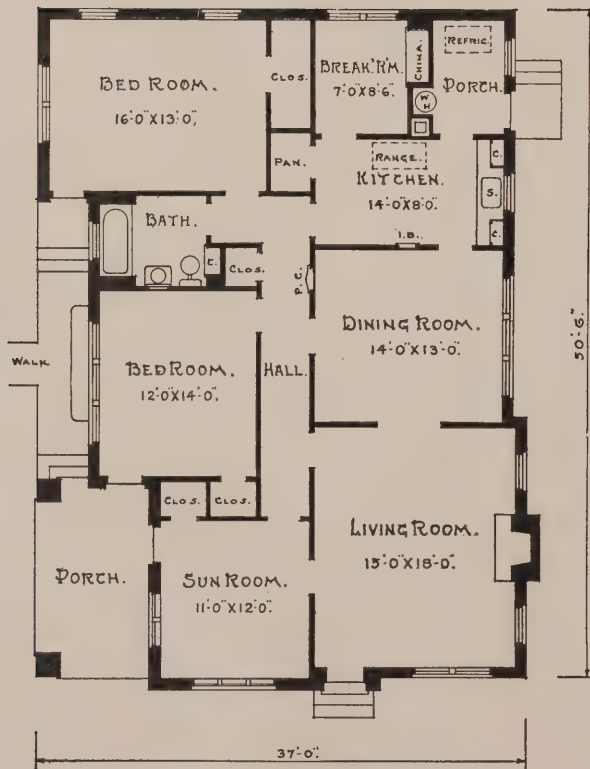 BED ROOM.
16'-0"X13'-0".
CLOS.
BREAK.R'M.
7'-0"X8'-6".
CHINA.
REFRIG.
PORCH.
W
H
PAN.
RANGE.
KITCHEN.
14'-0"X8'-0".
C.
S.
C.
I.B.
BATH.
C.
CLOS.
P.C.
DINING ROOM.
14'-0"X13'-0".
WALK
BED ROOM.
12'-0"X14'-0".
HALL.
50'-6".
CLOS.
CLOS.
LIVING ROOM.
15'-0"X18'-0".
PORCH.
SUN ROOM.
11'-0"X12'-0".
37'-0".